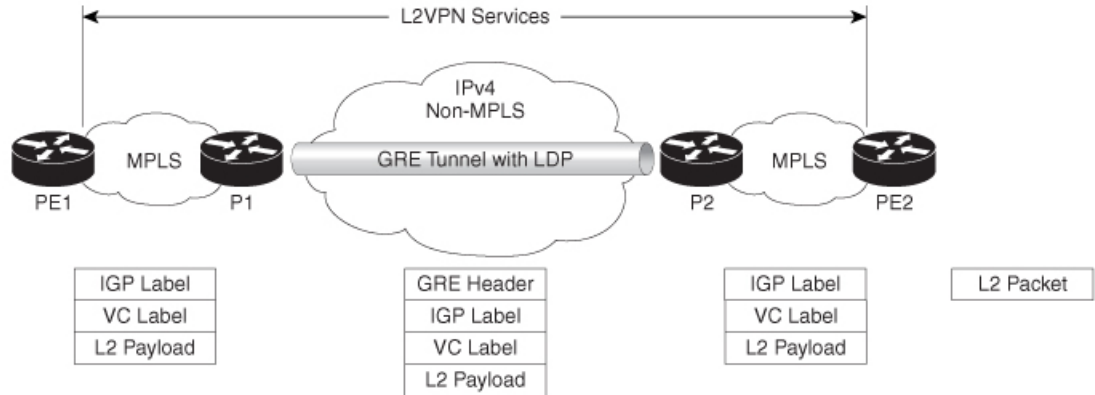 L2VPN Services
IPv4
Non-MPLS
MPLS
GRE Tunnel with LDP
MPLS
PE1
P1
P2
PE2
IGP Label
VC Label
L2 Payload
GRE Header
IGP Label
VC Label
L2 Payload
IGP Label
VC Label
L2 Payload
L2 Packet